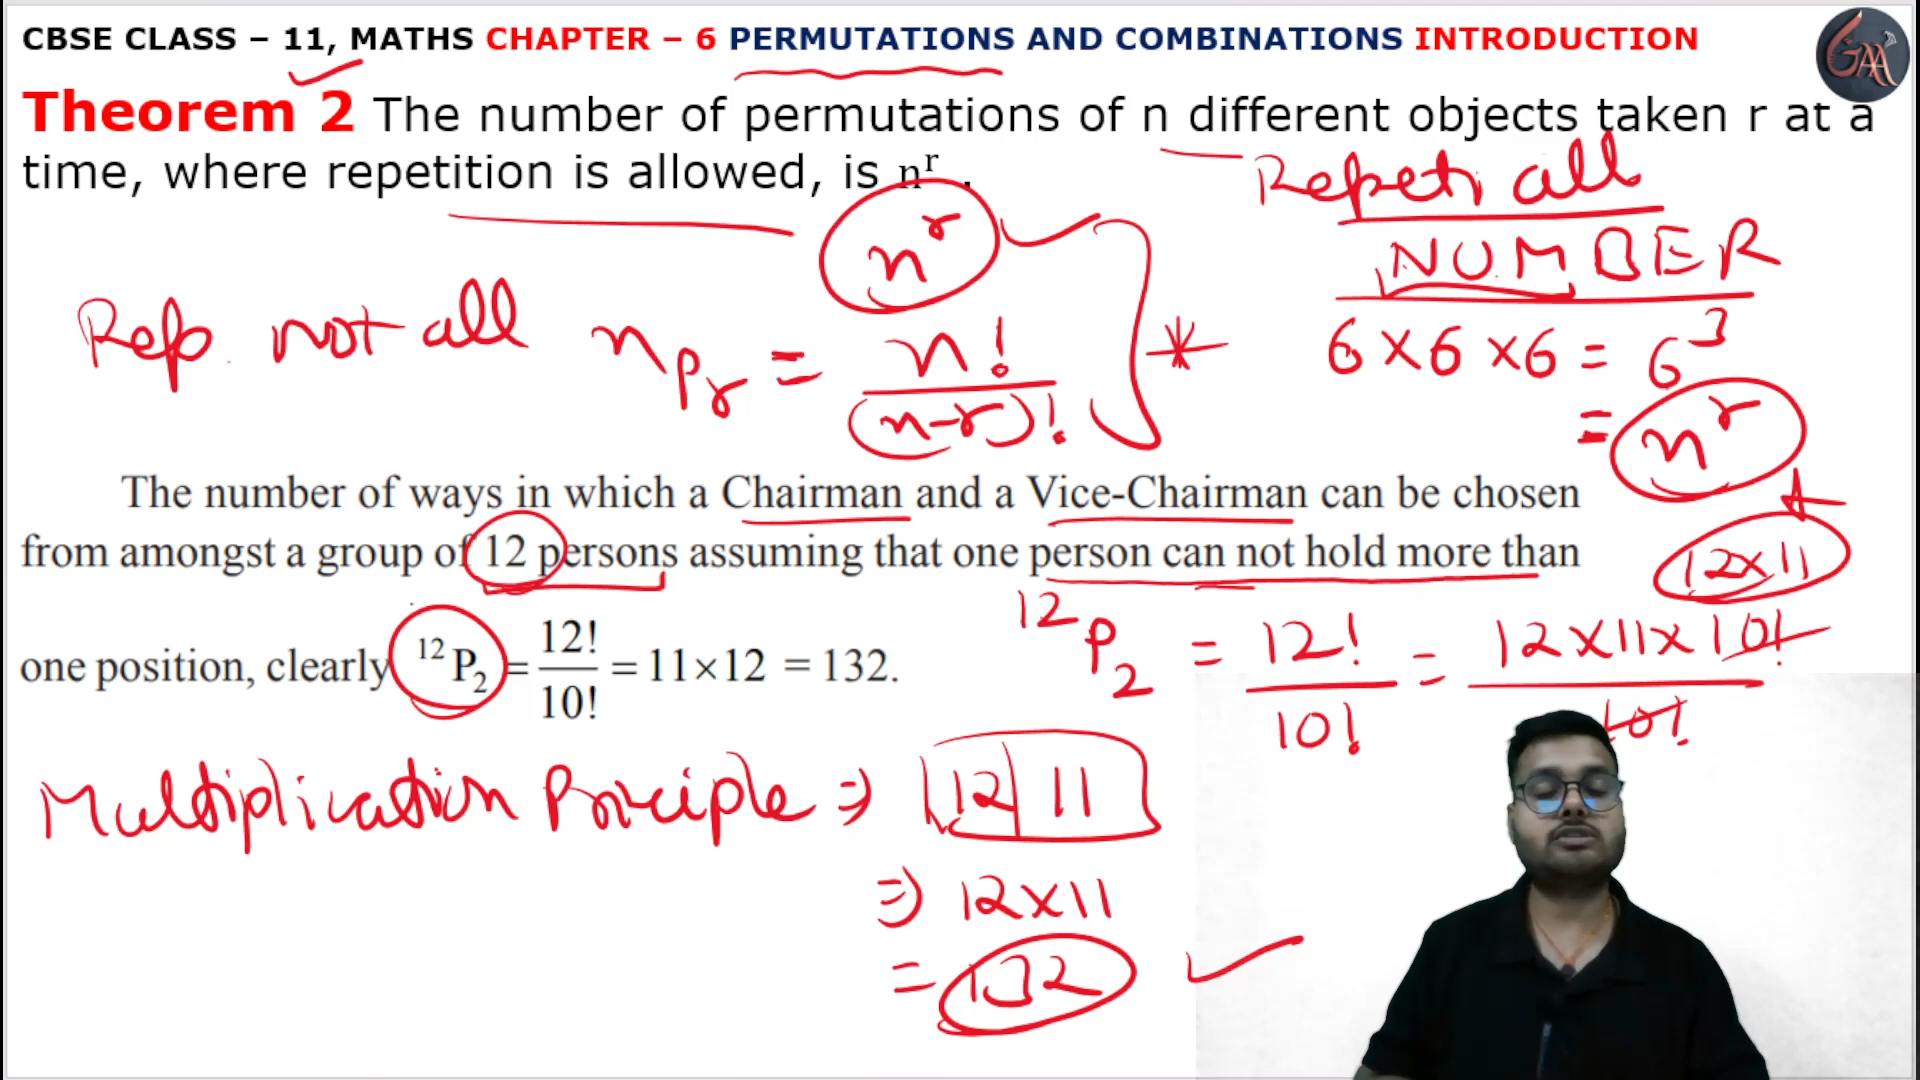 CBSE CLASS – 11, MATHS CHAPTER – 6 PERMUTATIONS AND COMBINATIONS INTRODUCTION
Theorem 2 The number of permutations of n different objects taken r at a
time, where repetition is allowed, is nʳ .
Repeti all
nʳ
NUMBER
Rep. not all nPr = n!/(n-r)! *
6 × 6 × 6 = 6³
= nʳ
The number of ways in which a Chairman and a Vice-Chairman can be chosen
from amongst a group of 12 persons assuming that one person can not hold more than
12×11
one position, clearly ¹²P₂ = 12!/10! = 11×12 = 132.
¹²P₂ = 12!/10! = 12×11×10!/10!
Multiplication Principle ⇒ 12 | 11
⇒ 12×11
= 132